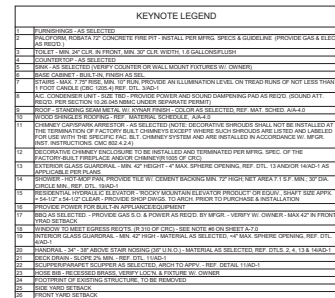 KEYNOTE LEGEND
1 FURNISHINGS - AS SELECTED
2 PALOFORM, ROBATA 72" CONCRETE FIRE PIT - INSTALL PER MFRG. SPECS & GUIDELINE (PROVIDE GAS & ELEC
AS REQ'D.)
3 TOILET - MIN. 24" CLR. IN FRONT, MIN. 30" CLR. WIDTH, 1.6 GALLONS/FLUSH
4 COUNTERTOP - AS SELECTED
5 SINK - AS SELECTED (VERIFY COUNTER OR WALL MOUNT FIXTURES W/ OWNER)
6 BASE CABINET - BUILT-IN, FINISH AS SEL.
7 STAIRS - MAX. 7.75" RISE, MIN. 10" RUN, PROVIDE AN ILLUMINATION LEVEL ON TREAD RUNS OF NOT LESS THAN
1 FOOT CANDLE (CBC 1205.4) REF. DTL. 3/AD-1
8 A/C. CONDENSER UNIT - SIZE TBD - PROVIDE POWER AND SOUND DAMPENING PAD AS REQ'D. (SOUND ATT.
REQ'D. PER SECTION 10.26.045 NBMC UNDER SEPARATE PERMIT)
9 ROOF - STANDING SEAM METAL W/ KYNAR FINISH - COLOR AS SELECTED, REF. MAT. SCHED. A/A-4.0
10 WOOD SHINGLES ROOFING - REF. MATERIAL SCHEDULE, A/A-4.0
11 CHIMNEY CAP/SPARK ARRESTOR - AS SELECTED (NOTE: DECORATIVE SHROUDS SHALL NOT BE INSTALLED AT
THE TERMINATION OF FACTORY BUILT CHIMNEYS EXCEPT WHERE SUCH SHROUDS ARE LISTED AND LABELED
FOR USE WITH THE SPECIFIC FAC. BLT. CHIMNEY SYSTEM AND ARE INSTALLED IN ACCORDANCE W/. MFGR.
INST. INSTRUCTIONS. CMC 802.4.2.4)
12 DECORATIVE CHIMNEY ENCLOSURE TO BE INSTALLED AND TERMINATED PER MFRG. SPEC. OF THE
FACTORY-BUILT FIREPLACE AND/OR CHIMNEY(R 1005 OF CRC)
13 EXTERIOR GLASS GUARDRAIL - MIN. 42" HEIGHT - 4" MAX. SPHERE OPENING, REF. DTL. 13 AND/OR 14/AD-1 AS
APPLICABLE PER PLANS
14 SHOWER - HOT-MOP PAN, PROVIDE TILE W/. CEMENT BACKING MIN. 72" HIGH; NET AREA 7.1 S.F. MIN.; 30" DIA.
CIRCLE MIN., REF. DTL. 19/AD-1
15 RESIDENTIAL HYDRAULIC ELEVATOR - "ROCKY MOUNTAIN ELEVATOR PRODUCT" OR EQUIV., SHAFT SIZE APPX.
= 54-1/2" x 54-1/2" CLEAR - PROVIDE SHOP DWGS. TO ARCH. PRIOR TO PURCHASE & INSTALLATION
16 PROVIDE POWER FOR BUILT-IN APPLIANCE/EQUIPMENT
17 BBQ AS SELECTED. - PROVIDE GAS S.O. & POWER AS REQ'D. BY MFGR. - VERIFY W/. OWNER - MAX 42" IN FRONT
YRAD SETBACK
18 WINDOW TO MEET EGRESS REQ'TS. (R 310 OF CRC) - SEE NOTE #6 ON SHEET A-7.0
19 INTERIOR GLASS GUARDRAIL - MIN. 42" HIGH - MATERIAL AS SELECTED, <4" MAX. SPHERE OPENING, REF. DTL.
4/AD-1
20 HANDRAIL - 34" - 38" ABOVE STAIR NOSING (36" U.N.O.) - MATERIAL AS SELECTED, REF. DTLS. 2, 4, 13 & 14/AD-1
21 DECK DRAIN - SLOPE 2% MIN. - REF. DTL. 11/AD-1
22 SCUPPER/PARAPET SCUPPER AS SELECTED, ARCH TO APPV. - REF. DETAIL 11/AD-1
23 HOSE BIB - RECESSED BRASS, VERIFY LOC'N. & FIXTURE W/. OWNER
24 FOOTPRINT OF EXISTING STRUCTURE, TO BE REMOVED
25 SIDE YARD SETBACK
26 FRONT YARD SETBACK